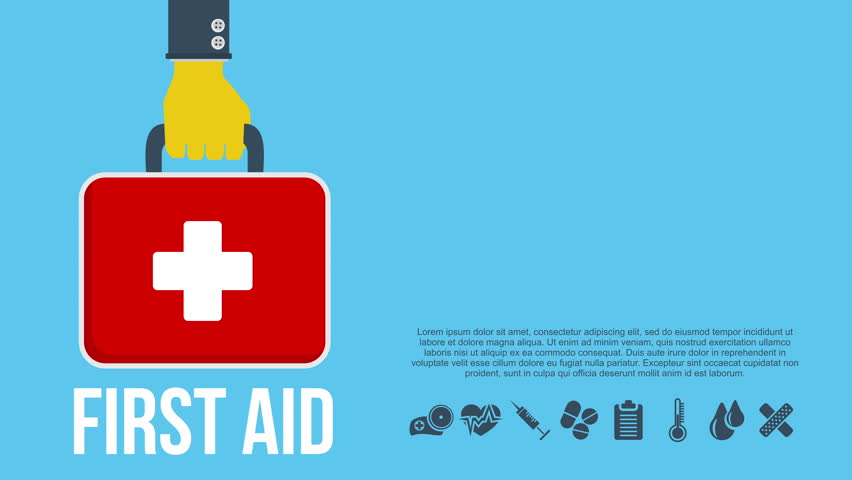 FIRST AID
Lorem ipsum dolor sit amet, consectetur adipiscing elit, sed do eiusmod tempor incididunt ut
labore et dolore magna aliqua. Ut enim ad minim veniam, quis nostrud exercitation ullamco
laboris nisi ut aliquip ex ea commodo consequat. Duis aute irure dolor in reprehenderit in
voluptate velit esse cillum dolore eu fugiat nulla pariatur. Excepteur sint occaecat cupidatat non
proident, sunt in culpa qui officia deserunt mollit anim id est laborum.